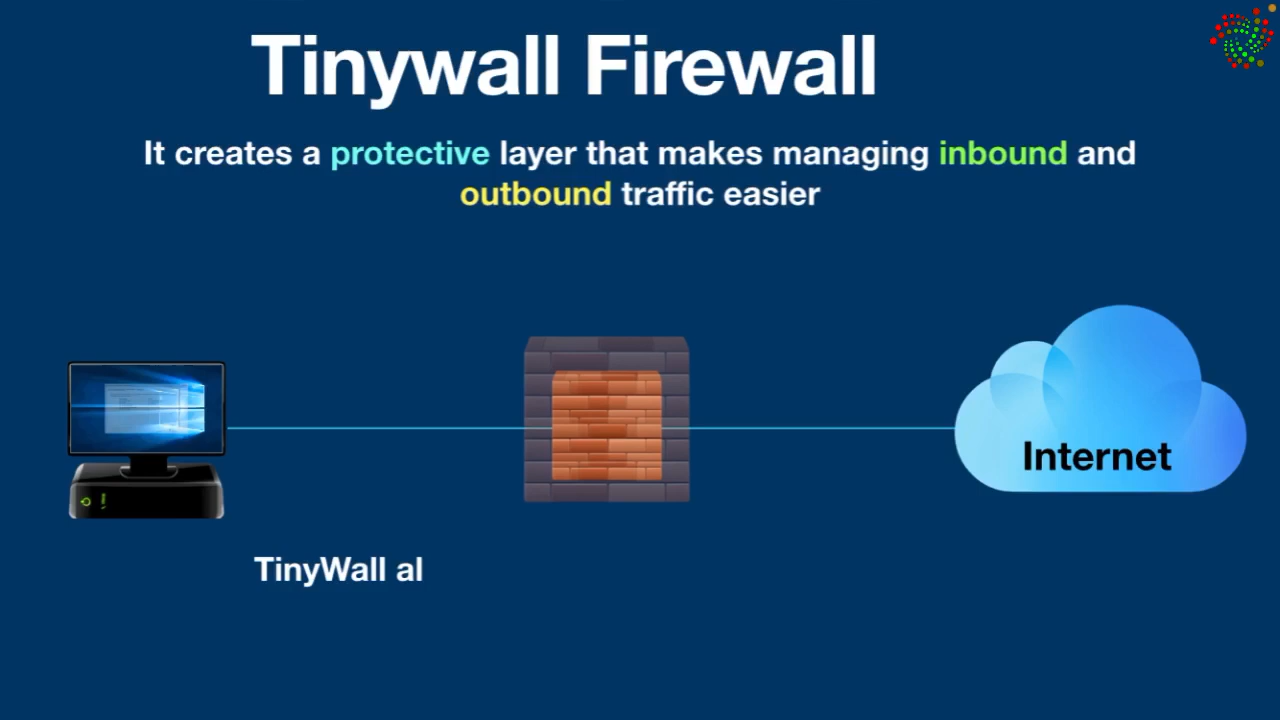 Tinywall Firewall
It creates a protective layer that makes managing inbound and
outbound traffic easier
Internet
TinyWall al